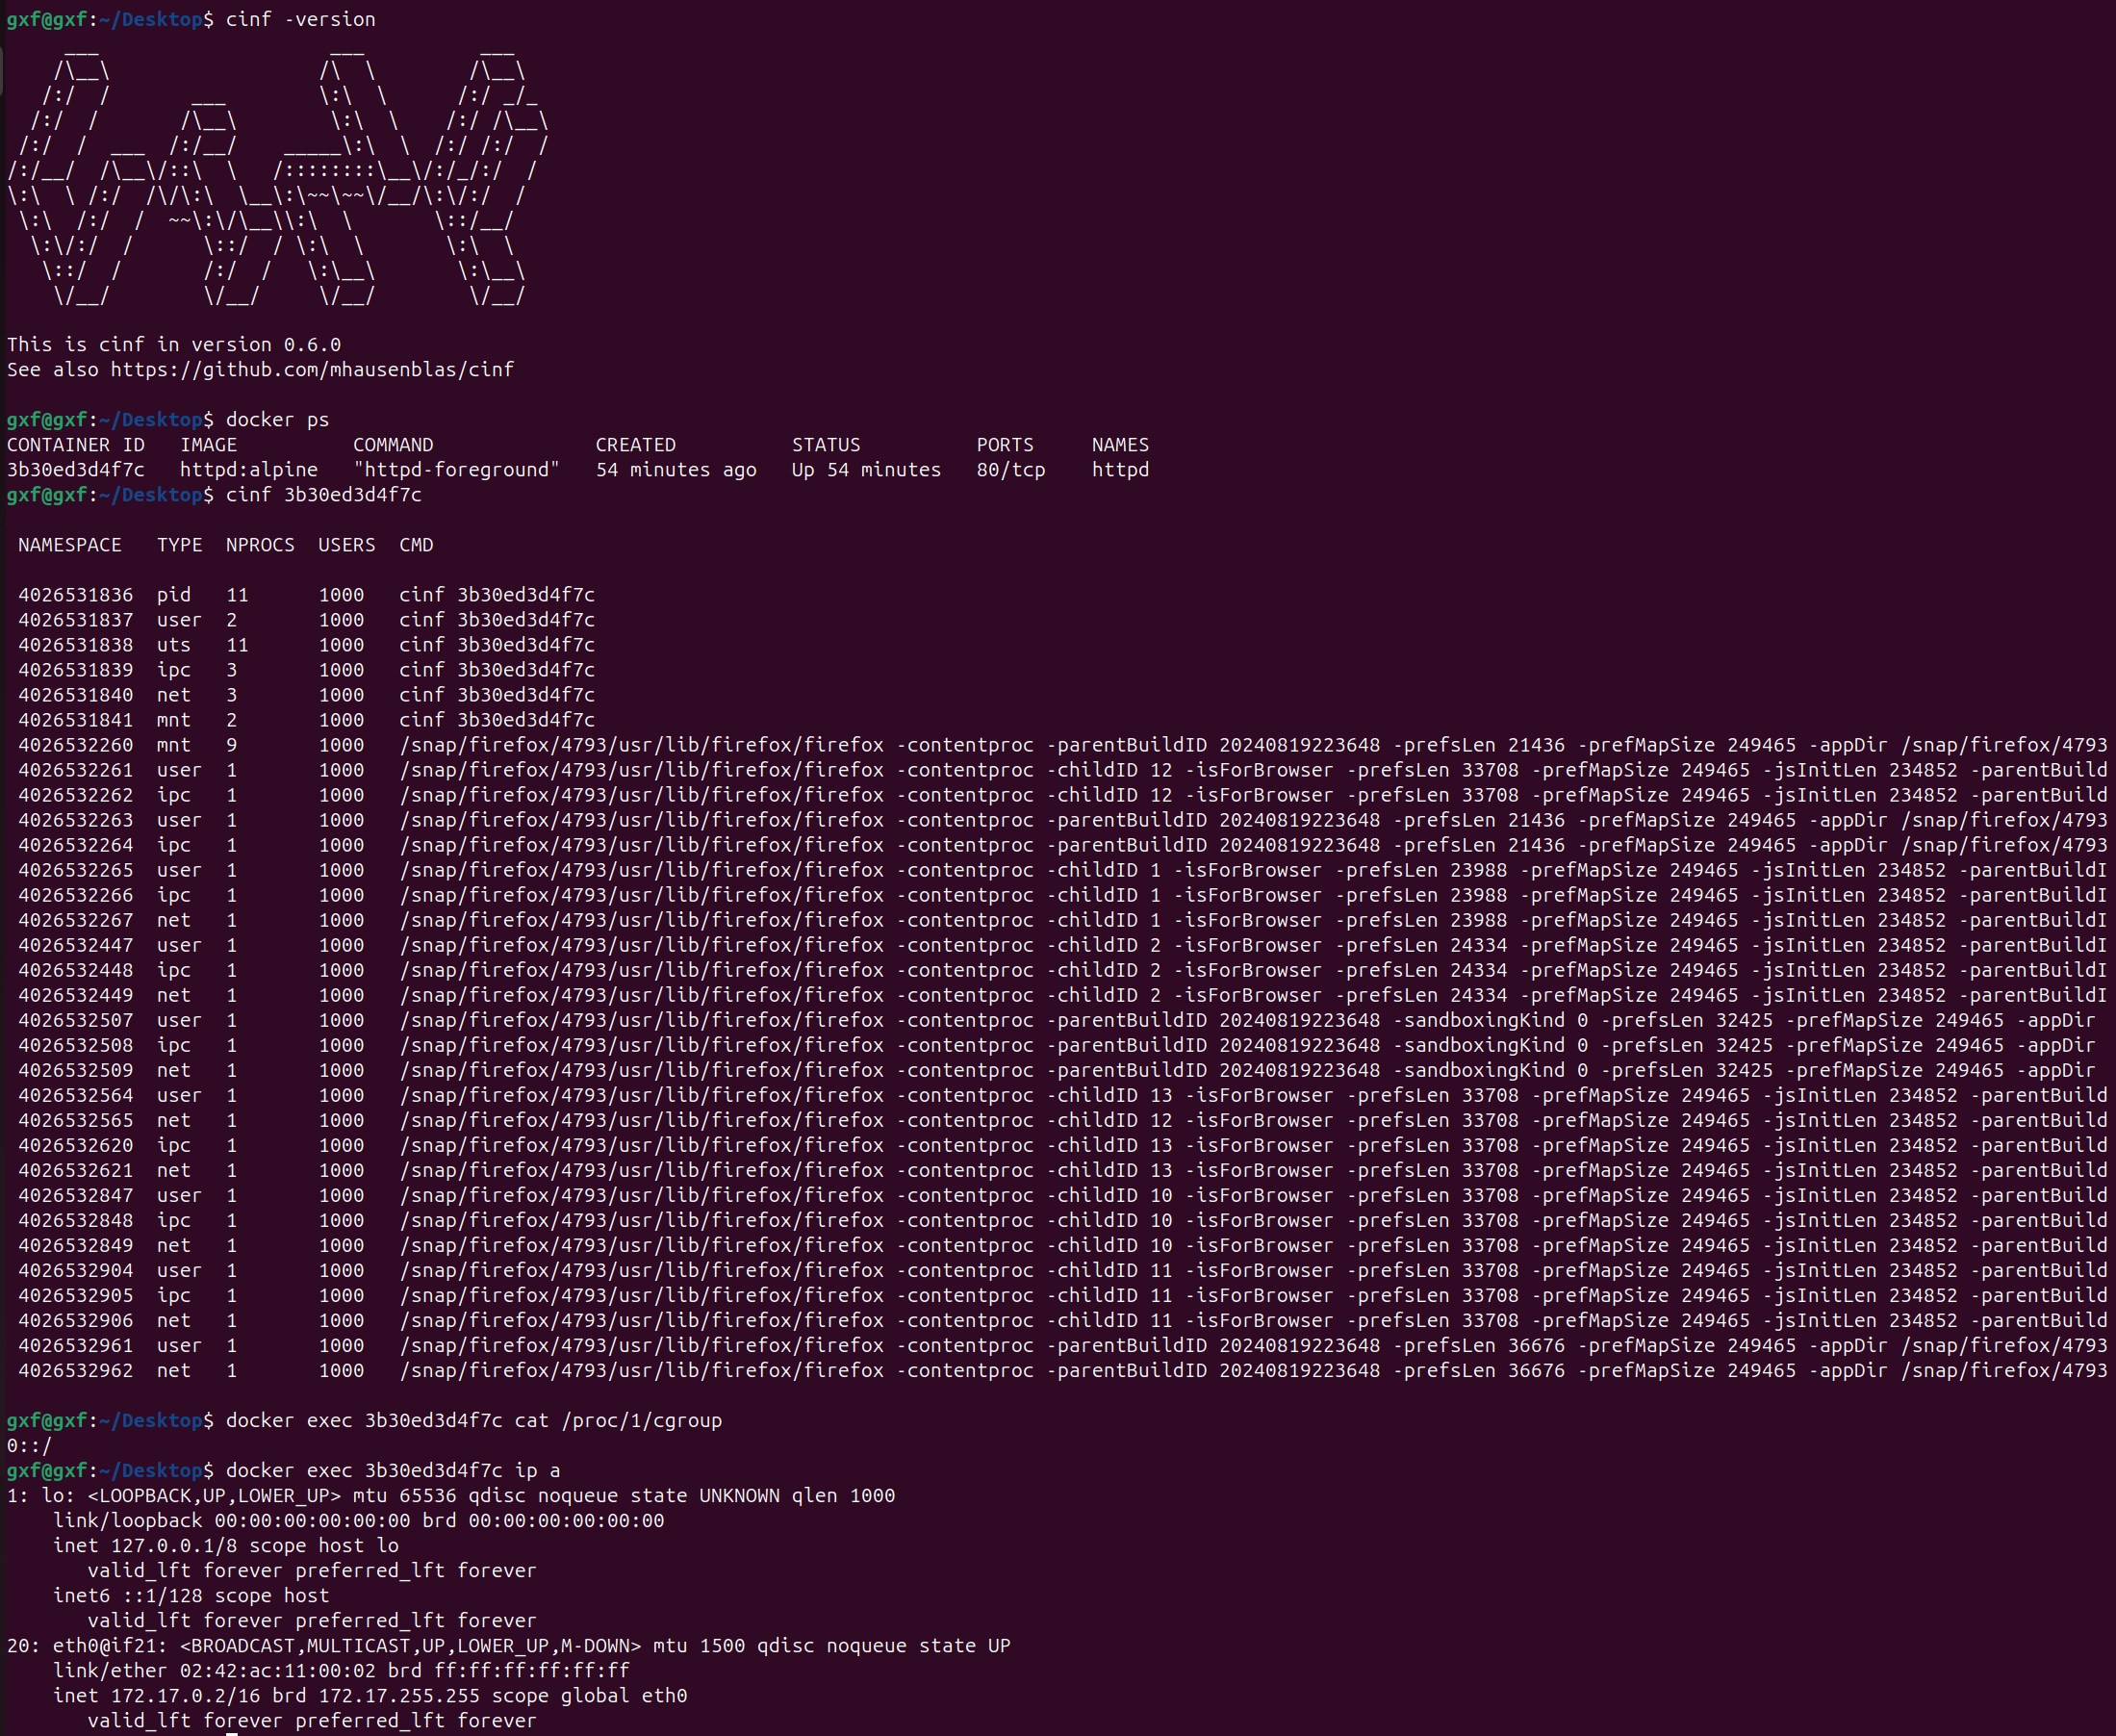 gxf@gxf:~/Desktop$ cinf -version
      ___                    ___          ___
    /\__\                  /\  \        /\__\
   /:/  /       ___        \:\  \      /:/ _/_
  /:/  /       /\__\        \:\  \    /:/ /\__\
 /:/  /  ___  /:/__/    _____\:\  \  /:/ /:/  /
/:/__/  /\__\/::\  \   /::::::::\__\/:/_/:/  /
\:\  \ /:/  /\/\:\  \__\:\~~\~~\/__/\:\/:/  /
 \:\  /:/  /  ~~\:\/\__\\:\  \       \::/__/
  \:\/:/  /      \::/  / \:\  \       \:\  \
   \::/  /       /:/  /   \:\__\       \:\__\
    \/__/        \/__/     \/__/        \/__/
This is cinf in version 0.6.0
See also https://github.com/mhausenblas/cinf
gxf@gxf:~/Desktop$ docker ps
CONTAINER ID   IMAGE          COMMAND              CREATED          STATUS          PORTS     NAMES
3b30ed3d4f7c   httpd:alpine   "httpd-foreground"   54 minutes ago   Up 54 minutes   80/tcp    httpd
gxf@gxf:~/Desktop$ cinf 3b30ed3d4f7c
 NAMESPACE   TYPE  NPROCS  USERS  CMD
 4026531836  pid   11      1000   cinf 3b30ed3d4f7c
 4026531837  user  2       1000   cinf 3b30ed3d4f7c
 4026531838  uts   11      1000   cinf 3b30ed3d4f7c
 4026531839  ipc   3       1000   cinf 3b30ed3d4f7c
 4026531840  net   3       1000   cinf 3b30ed3d4f7c
 4026531841  mnt   2       1000   cinf 3b30ed3d4f7c
 4026532260  mnt   9       1000   /snap/firefox/4793/usr/lib/firefox/firefox -contentproc -parentBuildID 20240819223648 -prefsLen 21436 -prefMapSize 249465 -appDir /snap/firefox/4793
 4026532261  user  1       1000   /snap/firefox/4793/usr/lib/firefox/firefox -contentproc -childID 12 -isForBrowser -prefsLen 33708 -prefMapSize 249465 -jsInitLen 234852 -parentBuild
 4026532262  ipc   1       1000   /snap/firefox/4793/usr/lib/firefox/firefox -contentproc -childID 12 -isForBrowser -prefsLen 33708 -prefMapSize 249465 -jsInitLen 234852 -parentBuild
 4026532263  user  1       1000   /snap/firefox/4793/usr/lib/firefox/firefox -contentproc -parentBuildID 20240819223648 -prefsLen 21436 -prefMapSize 249465 -appDir /snap/firefox/4793
 4026532264  ipc   1       1000   /snap/firefox/4793/usr/lib/firefox/firefox -contentproc -parentBuildID 20240819223648 -prefsLen 21436 -prefMapSize 249465 -appDir /snap/firefox/4793
 4026532265  user  1       1000   /snap/firefox/4793/usr/lib/firefox/firefox -contentproc -childID 1 -isForBrowser -prefsLen 23988 -prefMapSize 249465 -jsInitLen 234852 -parentBuildI
 4026532266  ipc   1       1000   /snap/firefox/4793/usr/lib/firefox/firefox -contentproc -childID 1 -isForBrowser -prefsLen 23988 -prefMapSize 249465 -jsInitLen 234852 -parentBuildI
 4026532267  net   1       1000   /snap/firefox/4793/usr/lib/firefox/firefox -contentproc -childID 1 -isForBrowser -prefsLen 23988 -prefMapSize 249465 -jsInitLen 234852 -parentBuildI
 4026532447  user  1       1000   /snap/firefox/4793/usr/lib/firefox/firefox -contentproc -childID 2 -isForBrowser -prefsLen 24334 -prefMapSize 249465 -jsInitLen 234852 -parentBuildI
 4026532448  ipc   1       1000   /snap/firefox/4793/usr/lib/firefox/firefox -contentproc -childID 2 -isForBrowser -prefsLen 24334 -prefMapSize 249465 -jsInitLen 234852 -parentBuildI
 4026532449  net   1       1000   /snap/firefox/4793/usr/lib/firefox/firefox -contentproc -childID 2 -isForBrowser -prefsLen 24334 -prefMapSize 249465 -jsInitLen 234852 -parentBuildI
 4026532507  user  1       1000   /snap/firefox/4793/usr/lib/firefox/firefox -contentproc -parentBuildID 20240819223648 -sandboxingKind 0 -prefsLen 32425 -prefMapSize 249465 -appDir
 4026532508  ipc   1       1000   /snap/firefox/4793/usr/lib/firefox/firefox -contentproc -parentBuildID 20240819223648 -sandboxingKind 0 -prefsLen 32425 -prefMapSize 249465 -appDir
 4026532509  net   1       1000   /snap/firefox/4793/usr/lib/firefox/firefox -contentproc -parentBuildID 20240819223648 -sandboxingKind 0 -prefsLen 32425 -prefMapSize 249465 -appDir
 4026532564  user  1       1000   /snap/firefox/4793/usr/lib/firefox/firefox -contentproc -childID 13 -isForBrowser -prefsLen 33708 -prefMapSize 249465 -jsInitLen 234852 -parentBuild
 4026532565  net   1       1000   /snap/firefox/4793/usr/lib/firefox/firefox -contentproc -childID 12 -isForBrowser -prefsLen 33708 -prefMapSize 249465 -jsInitLen 234852 -parentBuild
 4026532620  ipc   1       1000   /snap/firefox/4793/usr/lib/firefox/firefox -contentproc -childID 13 -isForBrowser -prefsLen 33708 -prefMapSize 249465 -jsInitLen 234852 -parentBuild
 4026532621  net   1       1000   /snap/firefox/4793/usr/lib/firefox/firefox -contentproc -childID 13 -isForBrowser -prefsLen 33708 -prefMapSize 249465 -jsInitLen 234852 -parentBuild
 4026532847  user  1       1000   /snap/firefox/4793/usr/lib/firefox/firefox -contentproc -childID 10 -isForBrowser -prefsLen 33708 -prefMapSize 249465 -jsInitLen 234852 -parentBuild
 4026532848  ipc   1       1000   /snap/firefox/4793/usr/lib/firefox/firefox -contentproc -childID 10 -isForBrowser -prefsLen 33708 -prefMapSize 249465 -jsInitLen 234852 -parentBuild
 4026532849  net   1       1000   /snap/firefox/4793/usr/lib/firefox/firefox -contentproc -childID 10 -isForBrowser -prefsLen 33708 -prefMapSize 249465 -jsInitLen 234852 -parentBuild
 4026532904  user  1       1000   /snap/firefox/4793/usr/lib/firefox/firefox -contentproc -childID 11 -isForBrowser -prefsLen 33708 -prefMapSize 249465 -jsInitLen 234852 -parentBuild
 4026532905  ipc   1       1000   /snap/firefox/4793/usr/lib/firefox/firefox -contentproc -childID 11 -isForBrowser -prefsLen 33708 -prefMapSize 249465 -jsInitLen 234852 -parentBuild
 4026532906  net   1       1000   /snap/firefox/4793/usr/lib/firefox/firefox -contentproc -childID 11 -isForBrowser -prefsLen 33708 -prefMapSize 249465 -jsInitLen 234852 -parentBuild
 4026532961  user  1       1000   /snap/firefox/4793/usr/lib/firefox/firefox -contentproc -parentBuildID 20240819223648 -prefsLen 36676 -prefMapSize 249465 -appDir /snap/firefox/4793
 4026532962  net   1       1000   /snap/firefox/4793/usr/lib/firefox/firefox -contentproc -parentBuildID 20240819223648 -prefsLen 36676 -prefMapSize 249465 -appDir /snap/firefox/4793
gxf@gxf:~/Desktop$ docker exec 3b30ed3d4f7c cat /proc/1/cgroup
0::/
gxf@gxf:~/Desktop$ docker exec 3b30ed3d4f7c ip a
1: lo: <LOOPBACK,UP,LOWER_UP> mtu 65536 qdisc noqueue state UNKNOWN qlen 1000
    link/loopback 00:00:00:00:00:00 brd 00:00:00:00:00:00
    inet 127.0.0.1/8 scope host lo
       valid_lft forever preferred_lft forever
    inet6 ::1/128 scope host
       valid_lft forever preferred_lft forever
20: eth0@if21: <BROADCAST,MULTICAST,UP,LOWER_UP,M-DOWN> mtu 1500 qdisc noqueue state UP
    link/ether 02:42:ac:11:00:02 brd ff:ff:ff:ff:ff:ff
    inet 172.17.0.2/16 brd 172.17.255.255 scope global eth0
       valid_lft forever preferred_lft forever